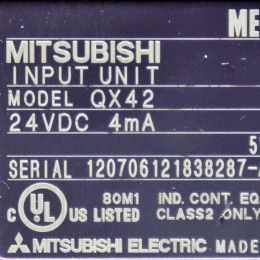 ME
MITSUBISHI
INPUT UNIT
MODEL QX42
24VDC 4mA
5
SERIAL 120706121838287-
C UL US LISTED 80M1 IND. CONT. EQ
CLASS2 ONLY
MITSUBISHI ELECTRIC MADE